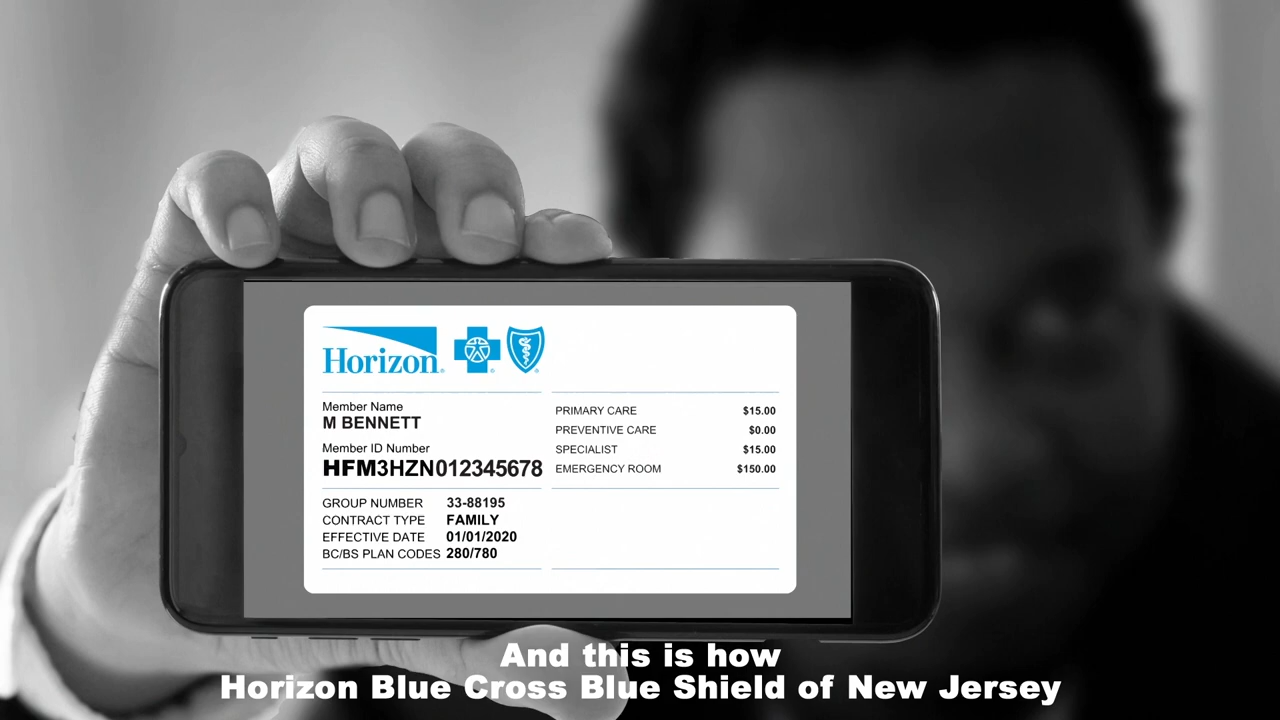 Horizon
Member Name
M BENNETT
Member ID Number
HFM3HZN012345678
GROUP NUMBER 33-88195
CONTRACT TYPE FAMILY
EFFECTIVE DATE 01/01/2020
BC/BS PLAN CODES 280/780
PRIMARY CARE $15.00
PREVENTIVE CARE $0.00
SPECIALIST $15.00
EMERGENCY ROOM $150.00
And this is how
Horizon Blue Cross Blue Shield of New Jersey